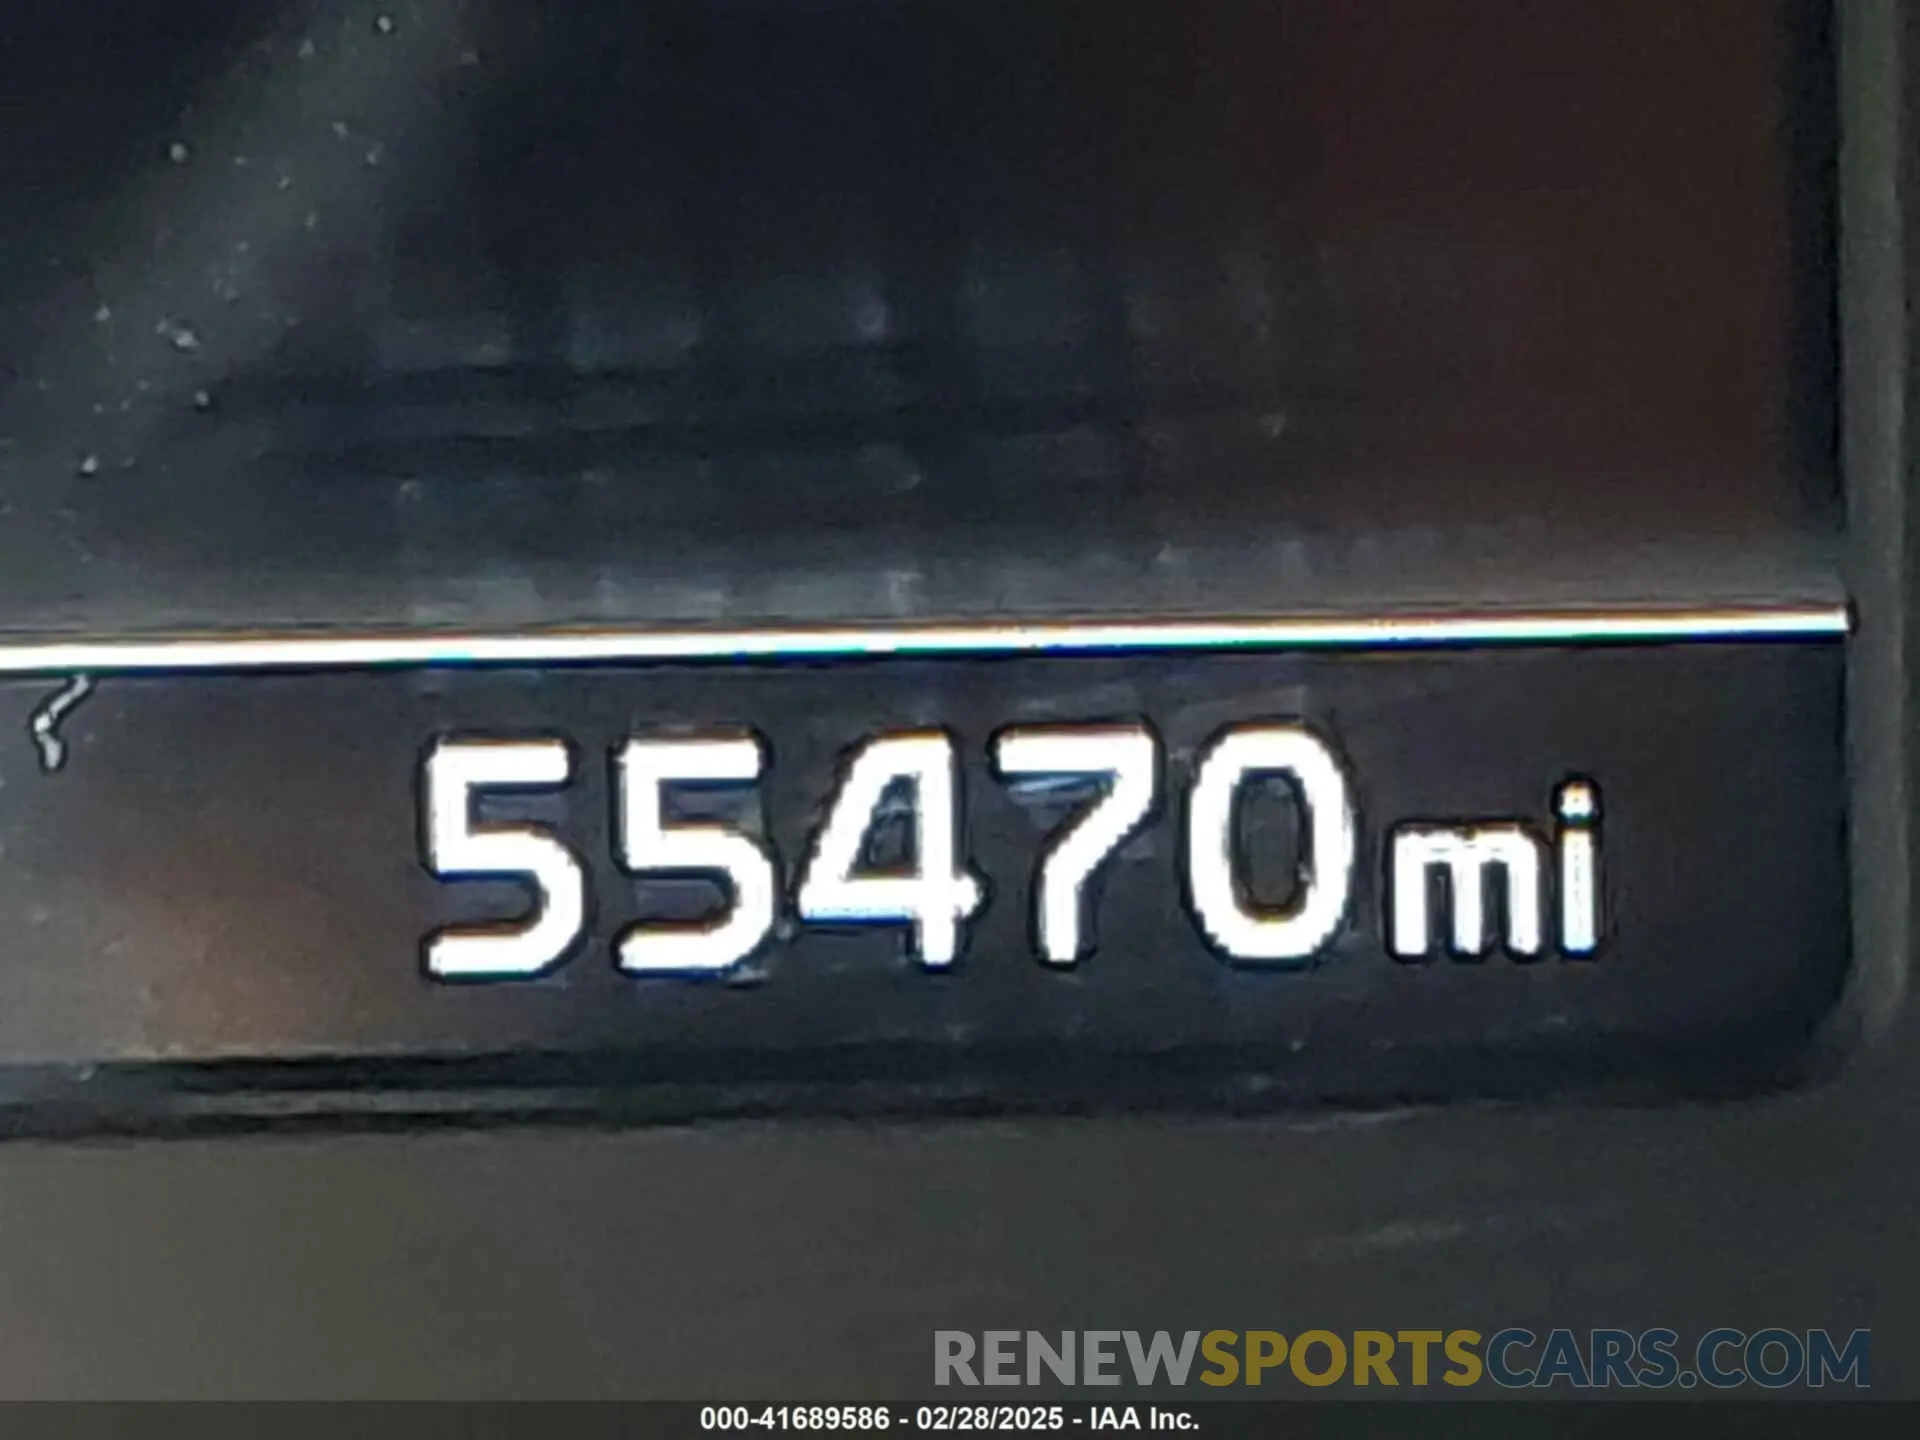 55470mi
RENEWSPORTSCARS.COM
000-41689586 - 02/28/2025 - IAA Inc.